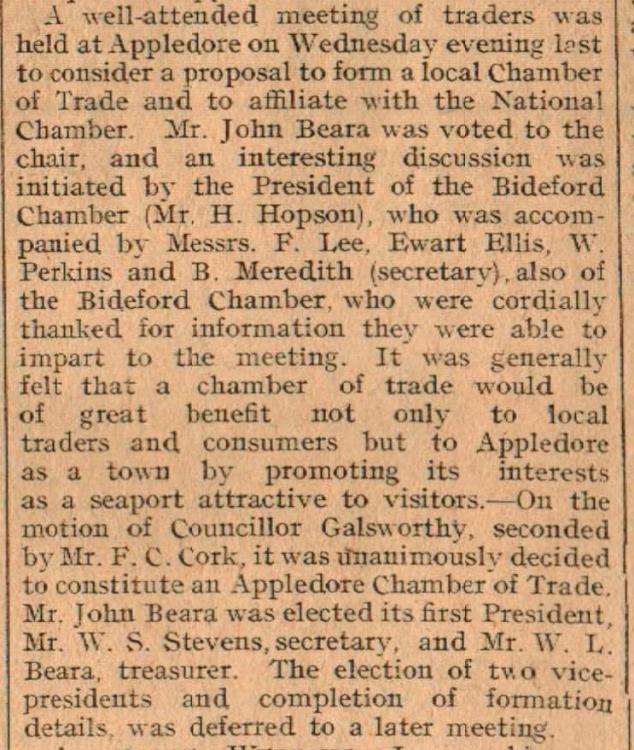 A well-attended meeting of traders was
held at Appledore on Wednesday evening last
to consider a proposal to form a local Chamber
of Trade and to affiliate with the National
Chamber. Mr. John Beara was voted to the
chair, and an interesting discussion was
initiated by the President of the Bideford
Chamber (Mr. H. Hopson), who was accom-
panied by Messrs. F. Lee, Ewart Ellis, W.
Perkins and B. Meredith (secretary), also of
the Bideford Chamber, who were cordially
thanked for information they were able to
impart to the meeting. It was generally
felt that a chamber of trade would be
of great benefit not only to local
traders and consumers but to Appledore
as a town by promoting its interests
as a seaport attractive to visitors.—On the
motion of Councillor Galsworthy, seconded
by Mr. F. C. Cork, it was unanimously decided
to constitute an Appledore Chamber of Trade.
Mr. John Beara was elected its first President,
Mr. W. S. Stevens, secretary, and Mr. W. L.
Beara, treasurer. The election of two vice-
presidents and completion of formation
details, was deferred to a later meeting.